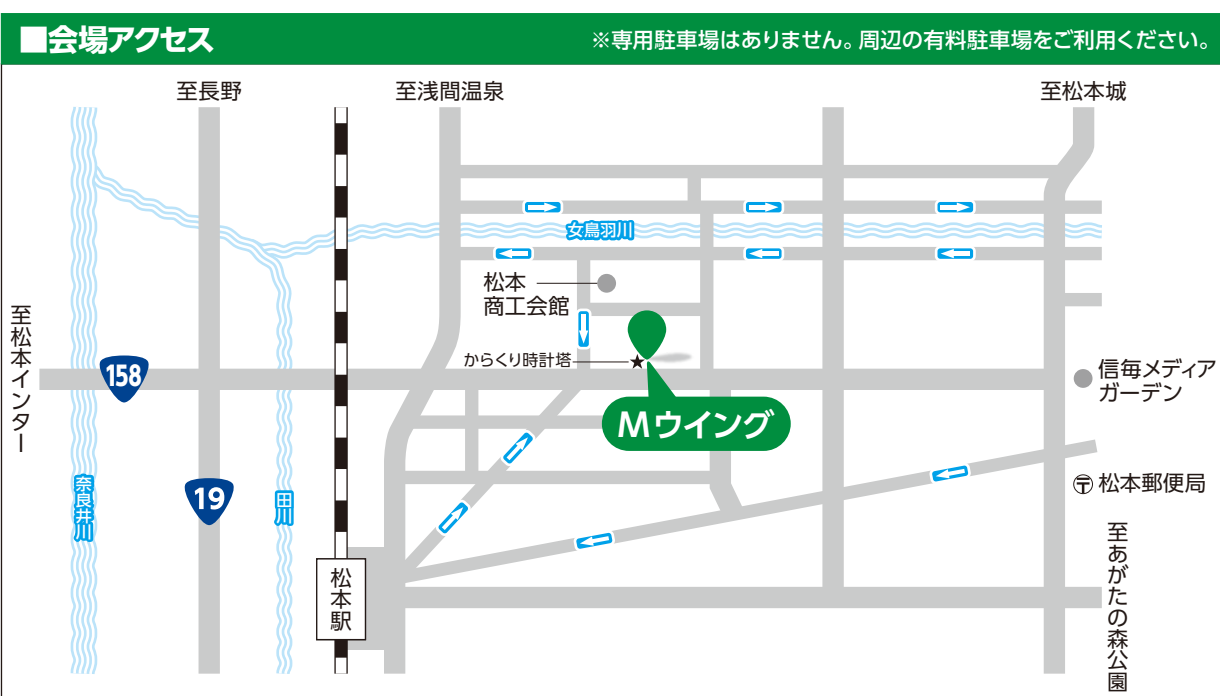 ■会場アクセス
※専用駐車場はありません。周辺の有料駐車場をご利用ください。
至長野
至浅間温泉
至松本城
女鳥羽川
松本
商工会館
至松本インター
からくり時計塔
158
信毎メディア
ガーデン
Mウイング
奈良井川
19
田川
松本郵便局
松本駅
至あがたの森公園